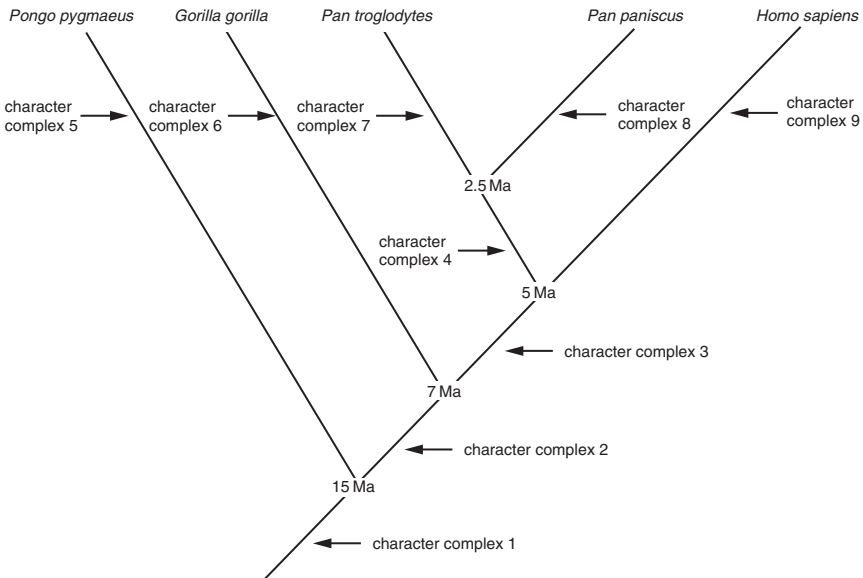 Pongo pygmaeus
Gorilla gorilla
Pan troglodytes
Pan paniscus
Homo sapiens
character
complex 5
character
complex 6
character
complex 7
character
complex 8
character
complex 9
2.5 Ma
character
complex 4
5 Ma
character complex 3
7 Ma
character complex 2
15 Ma
character complex 1